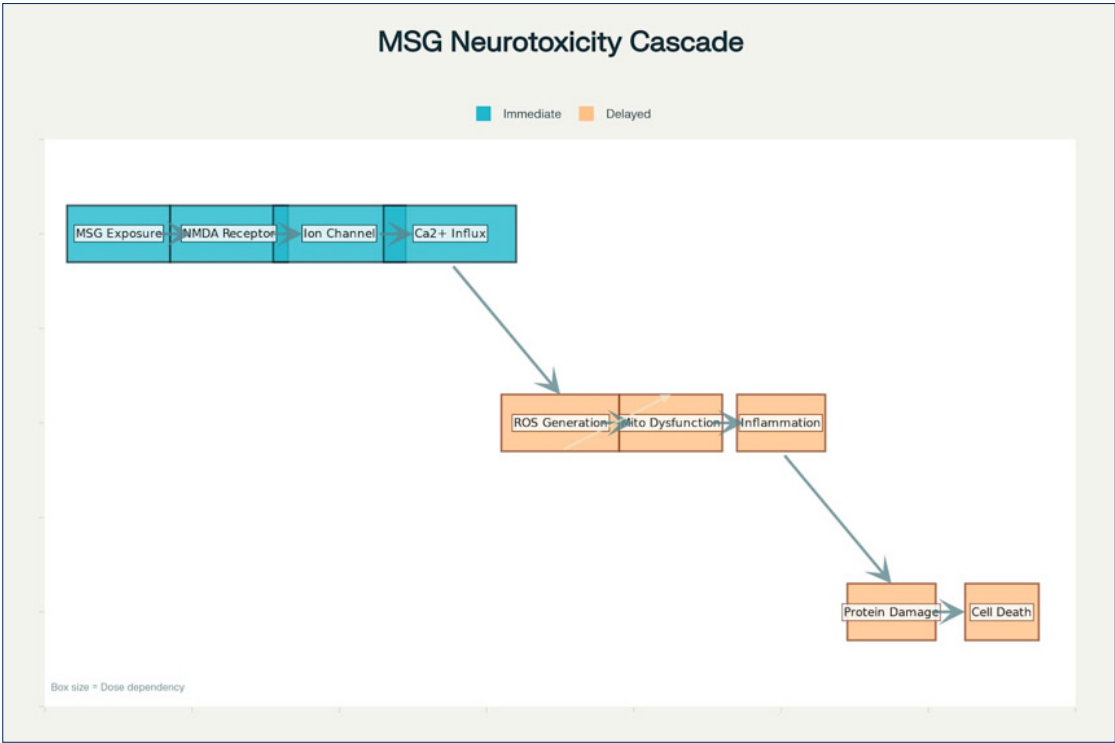 MSG Neurotoxicity Cascade
Immediate
Delayed
MSG Exposure
NMDA Receptor
Ion Channel
Ca2+ Influx
ROS Generation
Mito Dysfunction
Inflammation
Protein Damage
Cell Death
Box size = Dose dependency